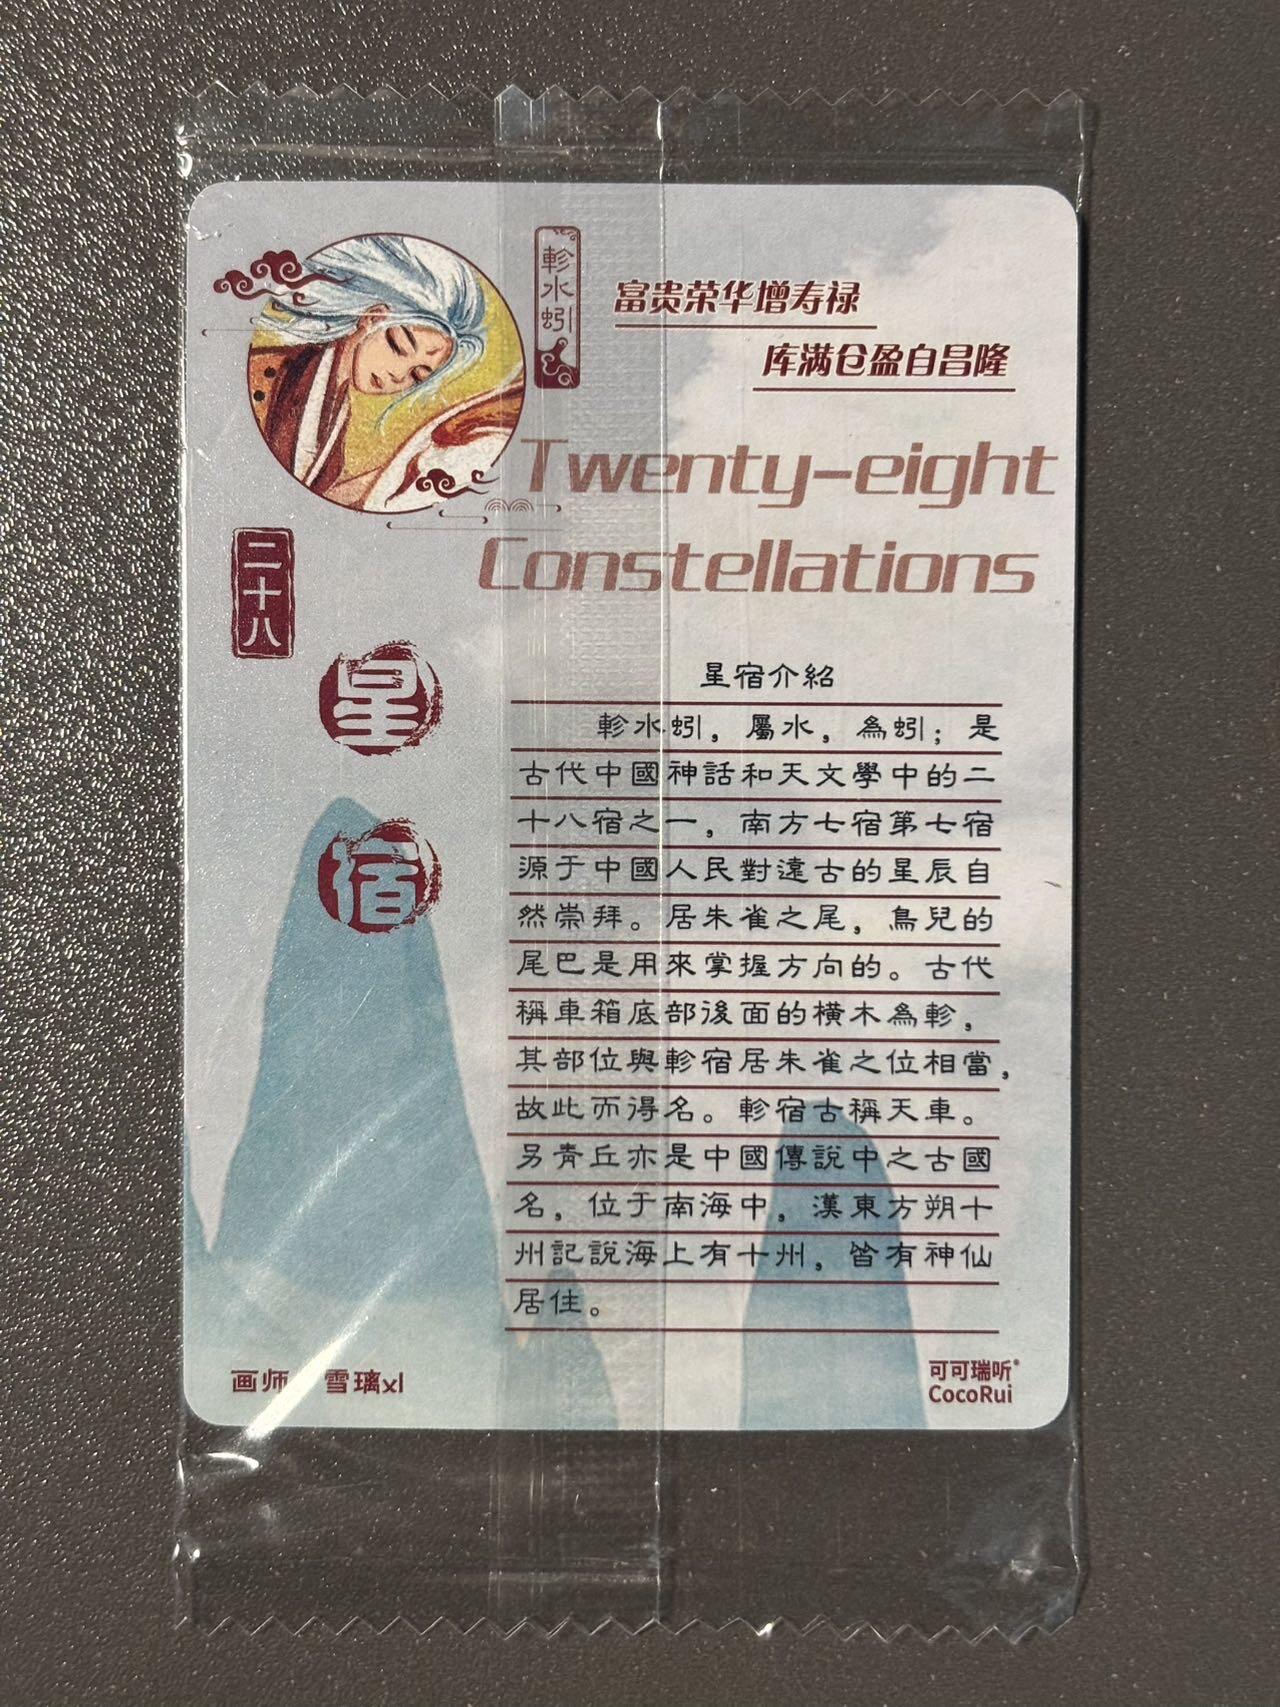 軫水蚓
富贵荣华增寿禄
库满仓盈自昌隆
Twenty-eight
Constellations
二十八
星
宿
星宿介紹
軫水蚓，屬水，為蚓；是
古代中國神話和天文學中的二
十八宿之一，南方七宿第七宿
源于中國人民對遠古的星辰自
然崇拜。居朱雀之尾，鳥兒的
尾巴是用來掌握方向的。古代
稱車箱底部後面的橫木為軫，
其部位與軫宿居朱雀之位相當，
故此而得名。軫宿古稱天車。
另青丘亦是中國傳說中之古國
名，位于南海中，漢東方朔十
州記說海上有十州，皆有神仙
居住。
画师 雪璃xl
可可瑞听®
CocoRui